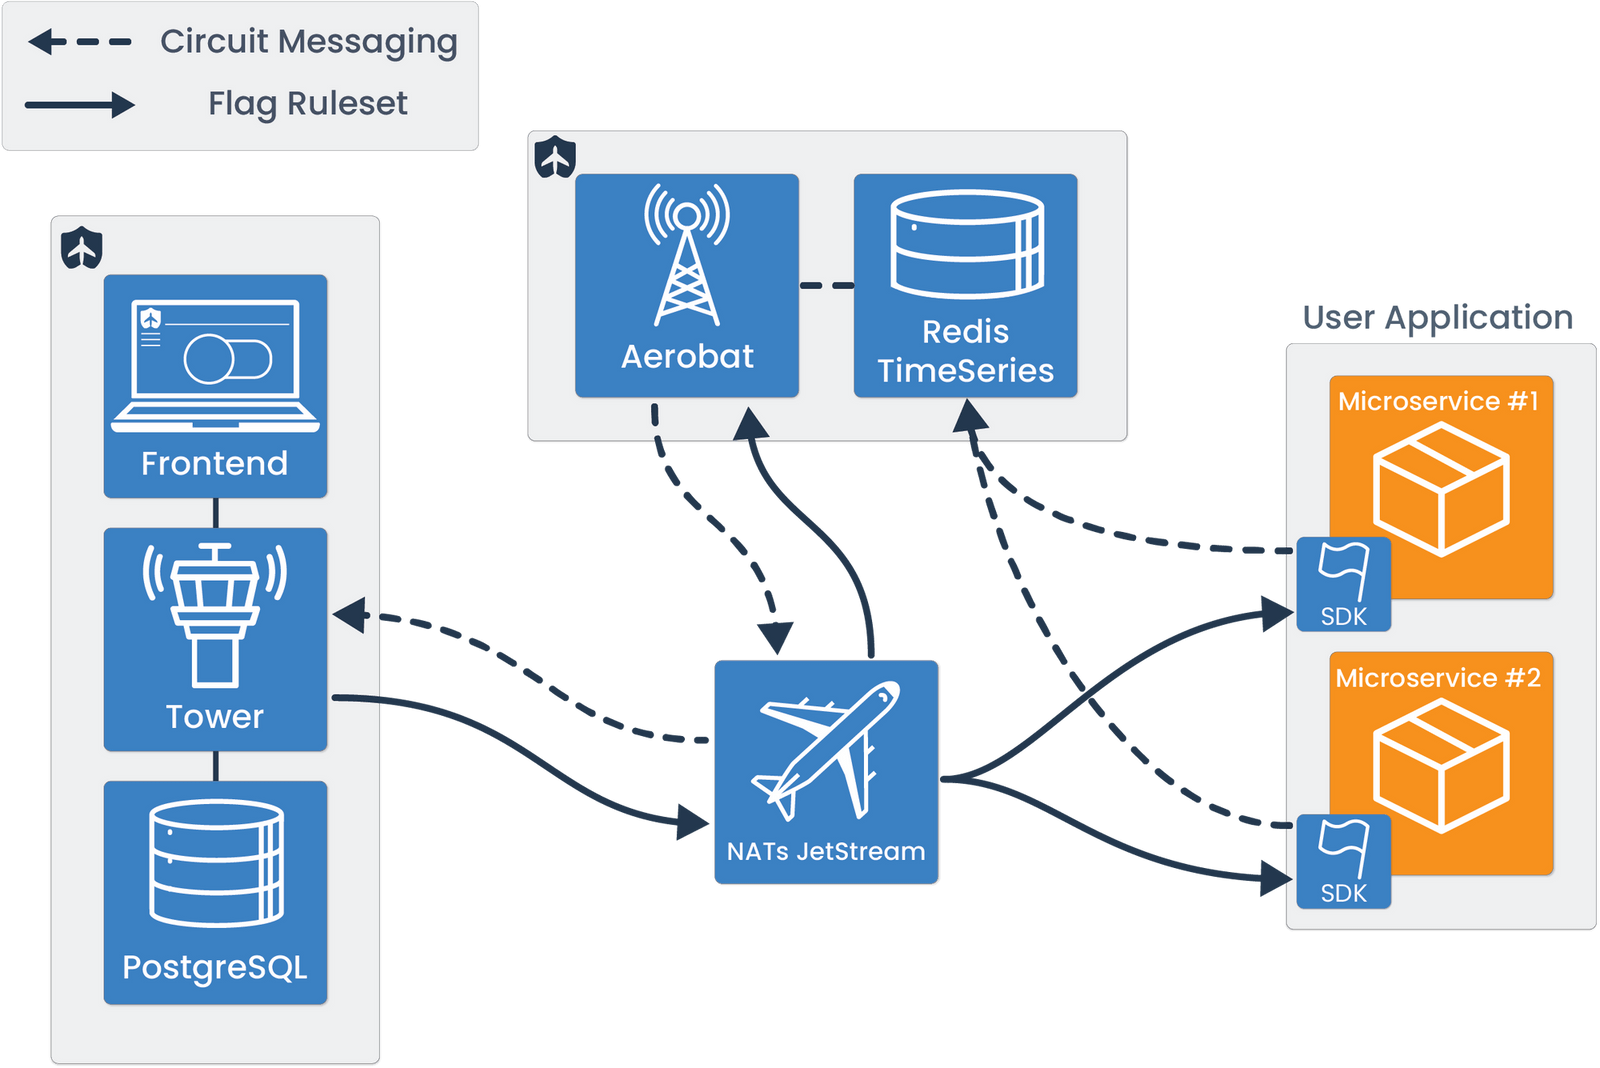 Circuit Messaging
Flag Ruleset
Frontend
Tower
PostgreSQL
Aerobat
Redis
TimeSeries
NATs JetStream
User Application
Microservice #1
SDK
Microservice #2
SDK